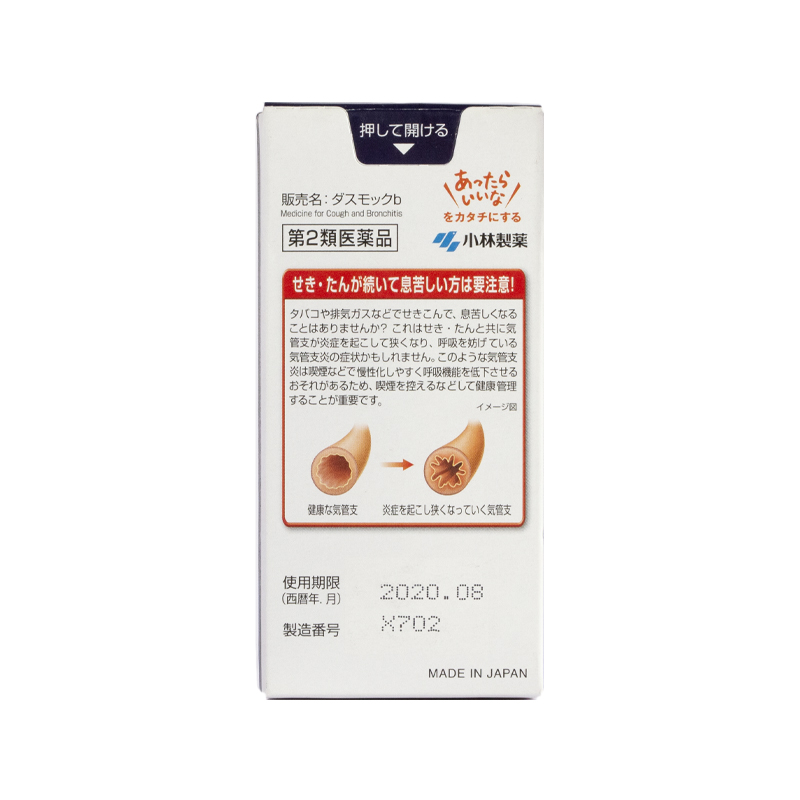 押して開ける
販売名：ダスモックb
Medicine for Cough and Bronchitis
第2類医薬品
あったら
いいな
をカタチにする
小林製薬
せき・たんが続いて息苦しい方は要注意！
タバコや排気ガスなどでせきこんで、息苦しくなる
ことはありませんか？ これはせき・たんと共に気
管支が炎症を起こして狭くなり、呼吸を妨げている
気管支炎の症状かもしれません。このような気管支
炎は喫煙などで慢性化しやすく呼吸機能を低下させる
おそれがあるため、喫煙を控えるなどして健康管理
することが重要です。
イメージ図
健康な気管支
炎症を起こし狭くなっていく気管支
使用期限
(西暦年.月)
2020.08
製造番号
X702
MADE IN JAPAN